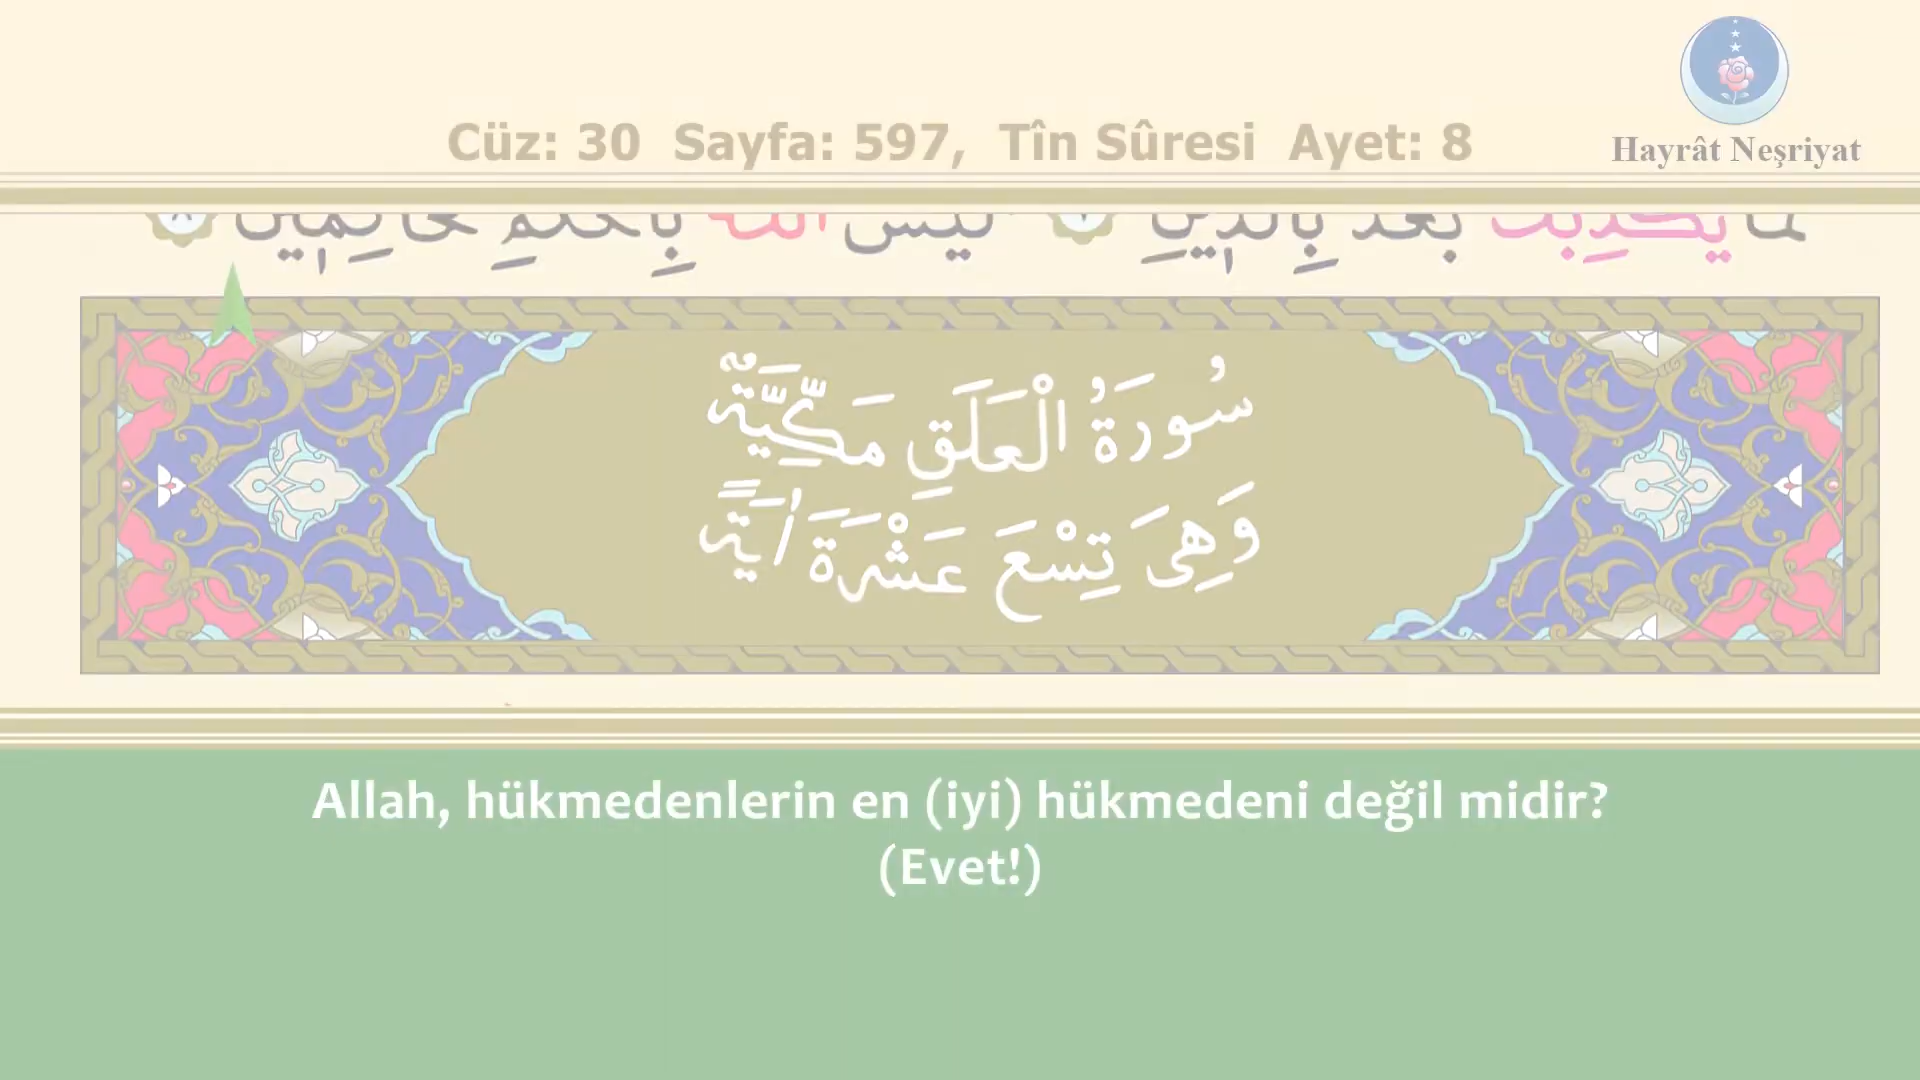 Cüz: 30 Sayfa: 597, Tîn Sûresi Ayet: 8
Hayrât Neşriyat
سُورَةُ الْعَلَقِ مَكِّيَّةٌ
وَهِىَ تِسْعَ عَشْرَةَ اٰيَةً
Allah, hükmedenlerin en (iyi) hükmedeni değil midir?
(Evet!)